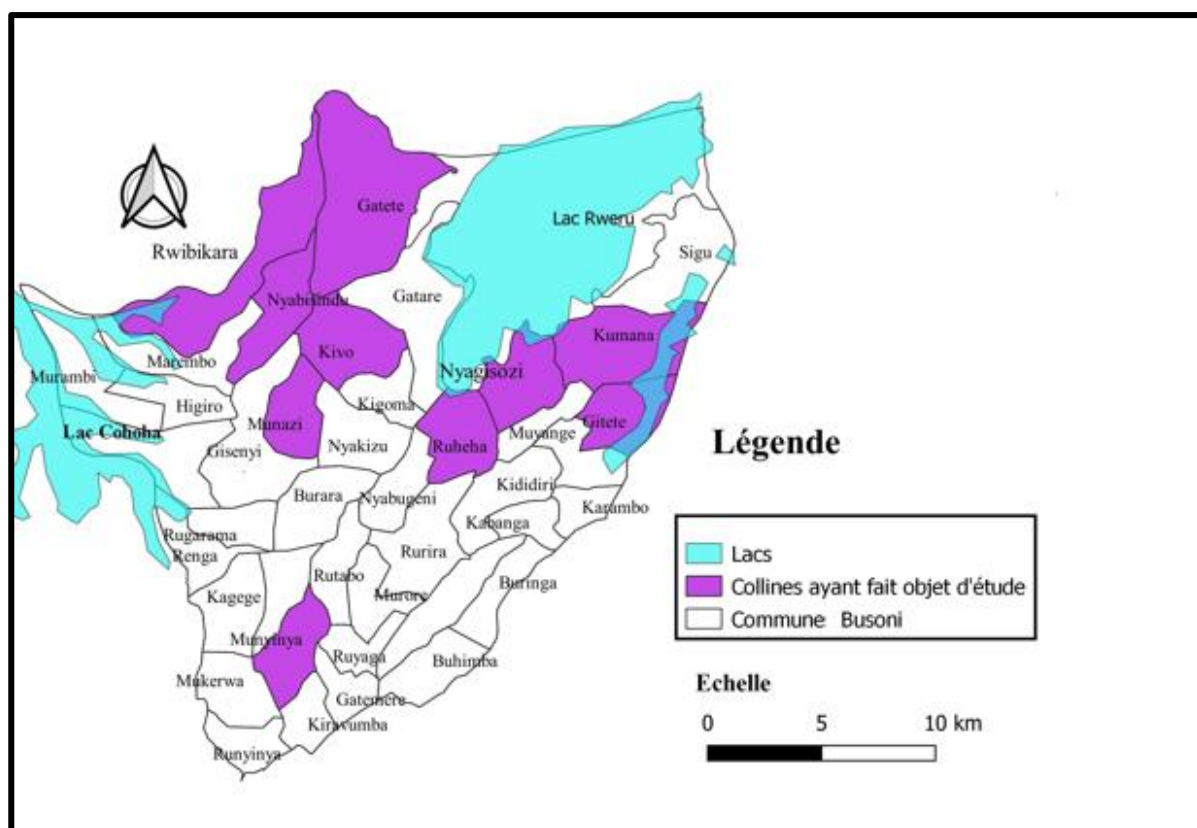 Gatete
Lac Rweru
Rwibikara
Sigu
Nyabisindu
Gatare
Kumana
Kivo
Marembo
Nyagisozi
Murambi
Higiro
Kigoma
Munazi
Gitete
Lac Cohoha
Muyange
Légende
Nyakizu
Ruheha
Gisenyi
Kididiri
Burara
Nyabugeni
Karambo
Kabanga
Rugarama
Renga
Rurira
Lacs
Rutabo
Buringa
Collines ayant fait objet d'étude
Kagege
Murore
Commune Busoni
Munyinya
Ruyaga
Buhimba
Mukerwa
Echelle
Gatemere
0 5 10 km
Kiravumba
Runyinya